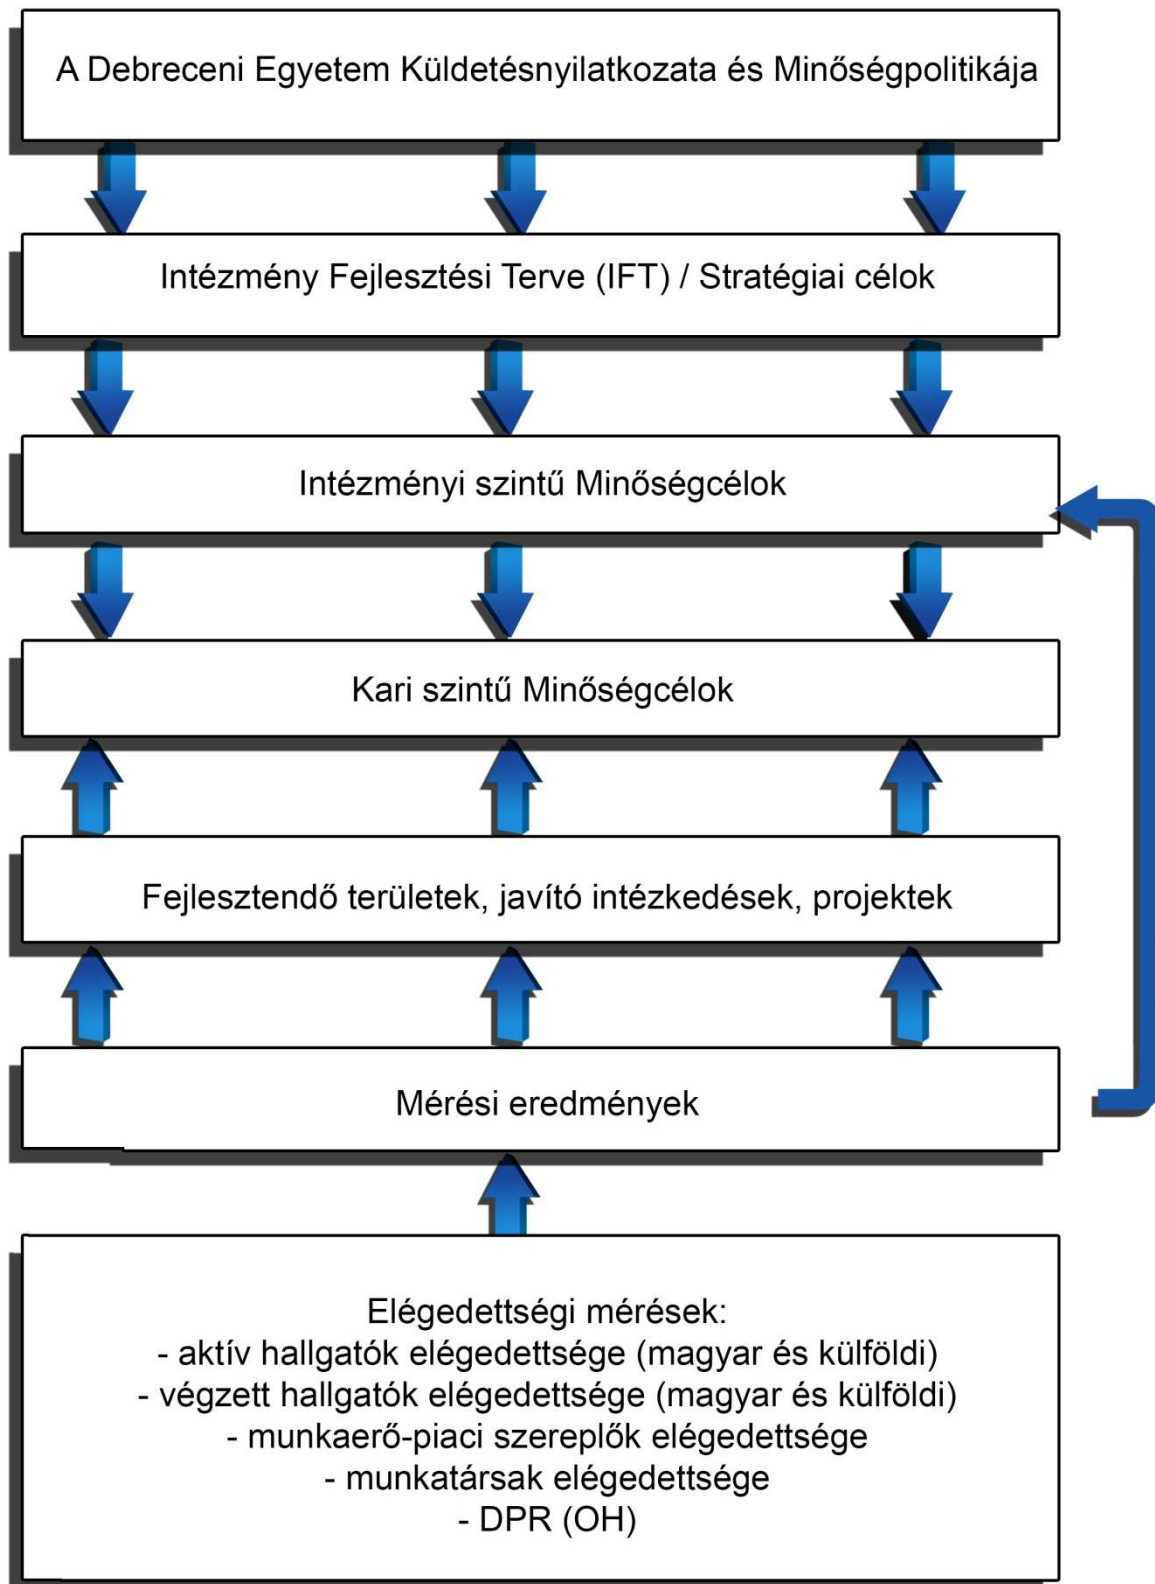 A Debreceni Egyetem Küldetésnyilatkozata és Minőségpolitikája
Intézmény Fejlesztési Terve (IFT) / Stratégiai célok
Intézményi szintű Minőségcélok
Kari szintű Minőségcélok
Fejlesztendő területek, javító intézkedések, projektek
Mérési eredmények
Elégedettségi mérések:
- aktív hallgatók elégedettsége (magyar és külföldi)
- végzett hallgatók elégedettsége (magyar és külföldi)
- munkaerő-piaci szereplők elégedettsége
- munkatársak elégedettsége
- DPR (OH)